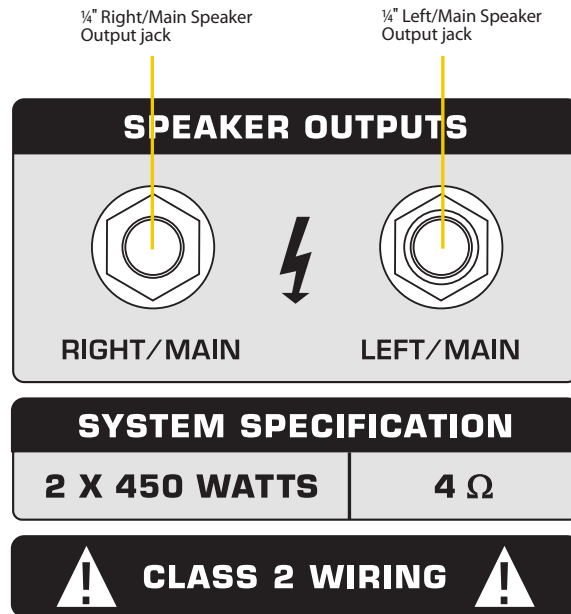 ¼" Right/Main Speaker
Output jack
¼" Left/Main Speaker
Output jack
SPEAKER OUTPUTS
RIGHT/MAIN
LEFT/MAIN
SYSTEM SPECIFICATION
2 X 450 WATTS
4 Ω
CLASS 2 WIRING